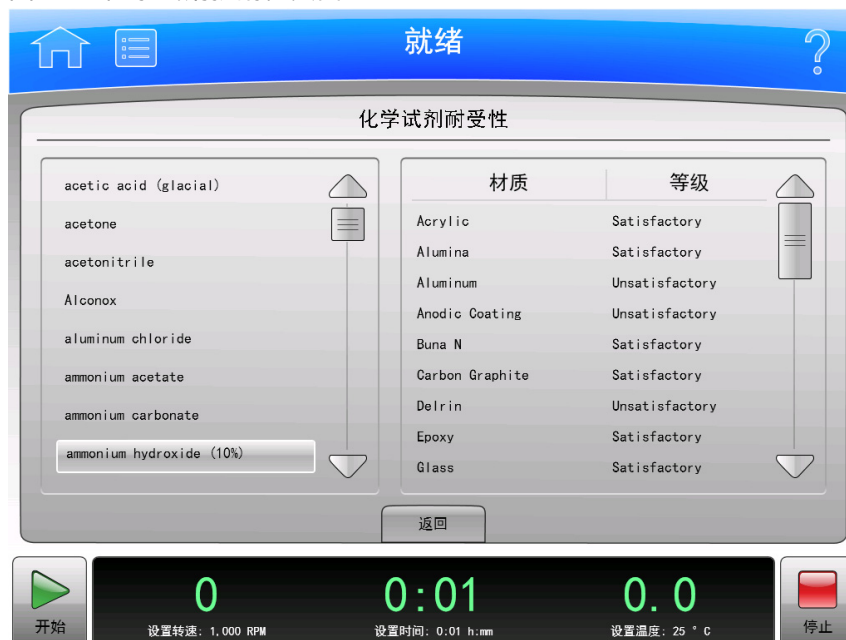 就绪
化学试剂耐受性
acetic acid (glacial)
acetone
acetonitrile
Alconox
aluminum chloride
ammonium acetate
ammonium carbonate
ammonium hydroxide (10%)
材质 等级
Acrylic Satisfactory
Alumina Satisfactory
Aluminum Unsatisfactory
Anodic Coating Unsatisfactory
Buna N Satisfactory
Carbon Graphite Satisfactory
Delrin Unsatisfactory
Epoxy Satisfactory
Glass Satisfactory
返回
0 0:01 0.0
开始 设置转速: 1,000 RPM 设置时间: 0:01 h:mm 设置温度: 25 ° C 停止